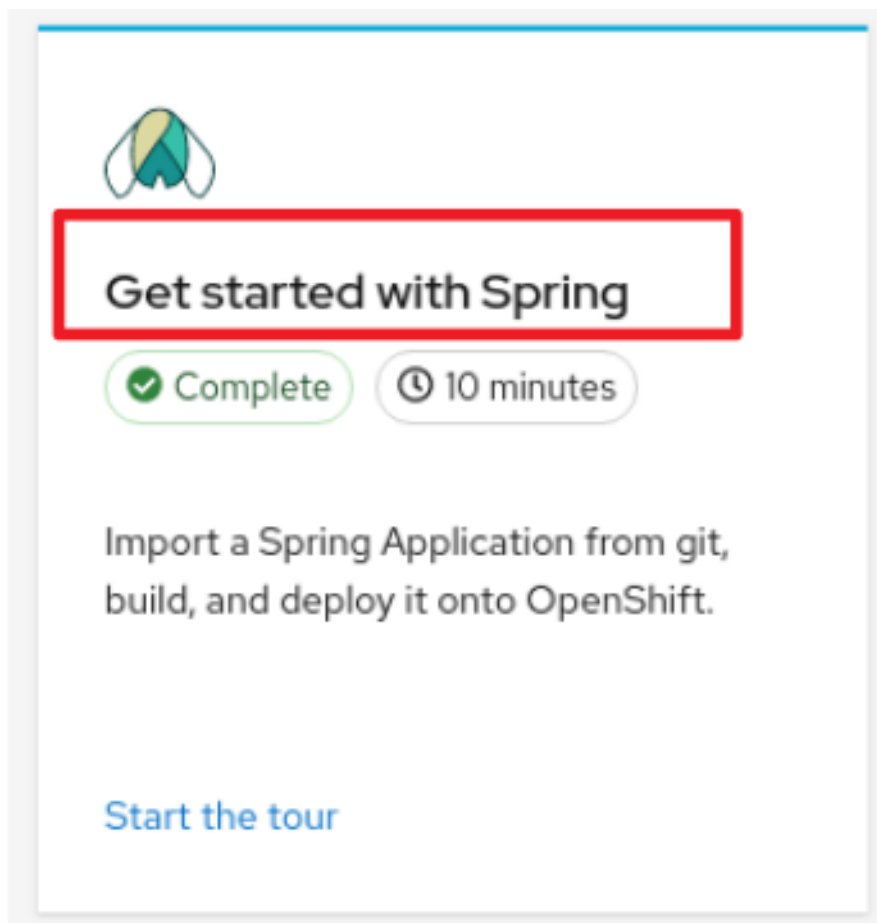 Get started with Spring
Complete
10 minutes
Import a Spring Application from git,
build, and deploy it onto OpenShift.
Start the tour